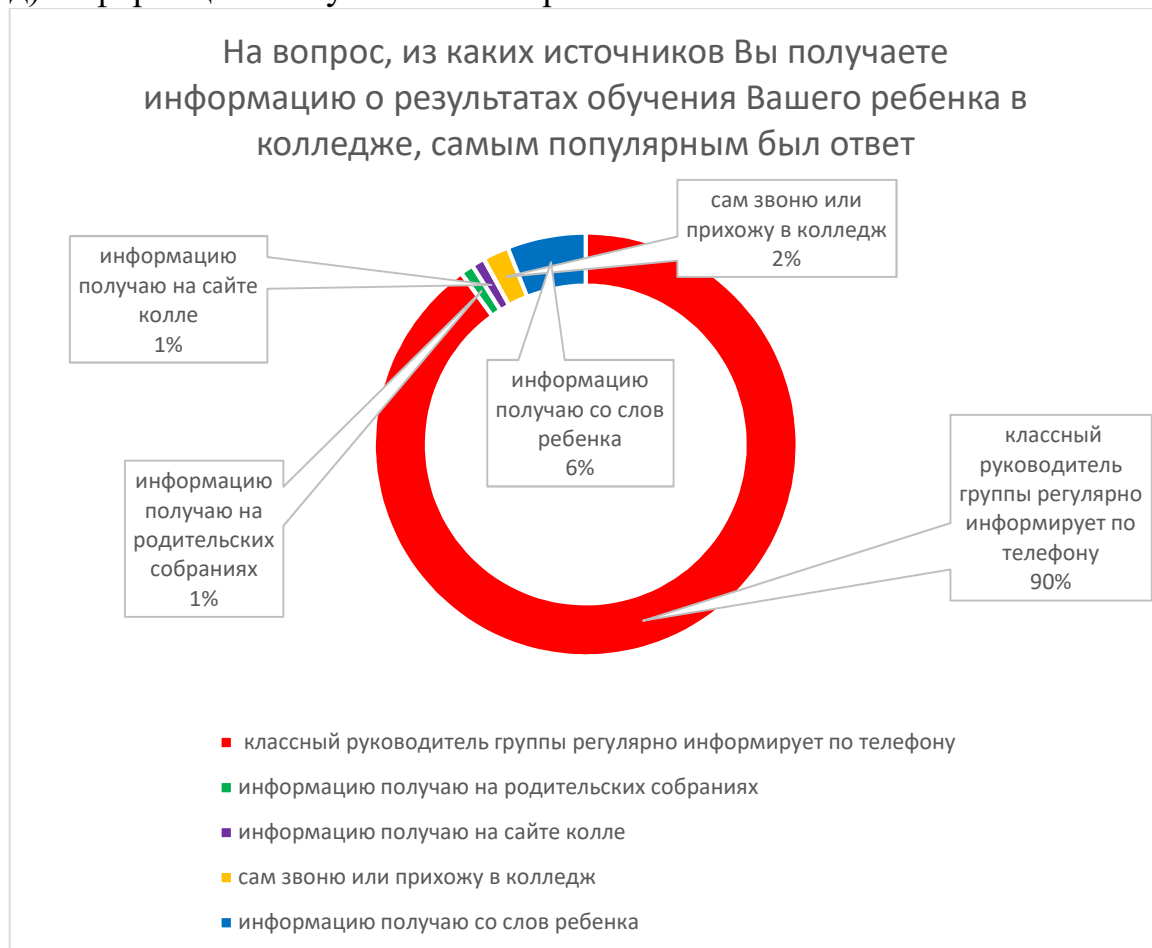 На вопрос, из каких источников Вы получаете
информацию о результатах обучения Вашего ребенка в
колледже, самым популярным был ответ
сам звоню или
прихожу в колледж
2%
информацию
получаю на сайте
колле
1%
информацию
получаю со слов
ребенка
6%
классный
руководитель
группы регулярно
информирует по
телефону
90%
информацию
получаю на
родительских
собраниях
1%
классный руководитель группы регулярно информирует по телефону
информацию получаю на родительских собраниях
информацию получаю на сайте колле
сам звоню или прихожу в колледж
информацию получаю со слов ребенка